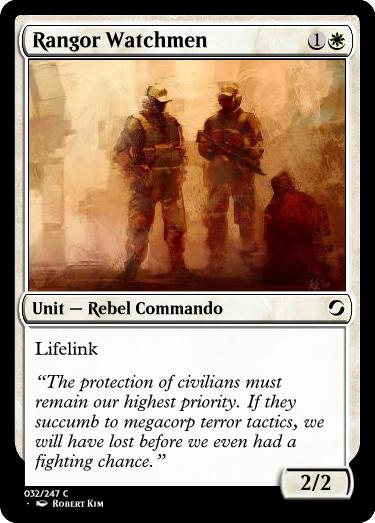 Rangor Watchmen 1
Unit — Rebel Commando
Lifelink
“The protection of civilians must
remain our highest priority. If they
succumb to megacorp terror tactics, we
will have lost before we even had a
fighting chance.”
2/2
032/247 C
· Robert Kim